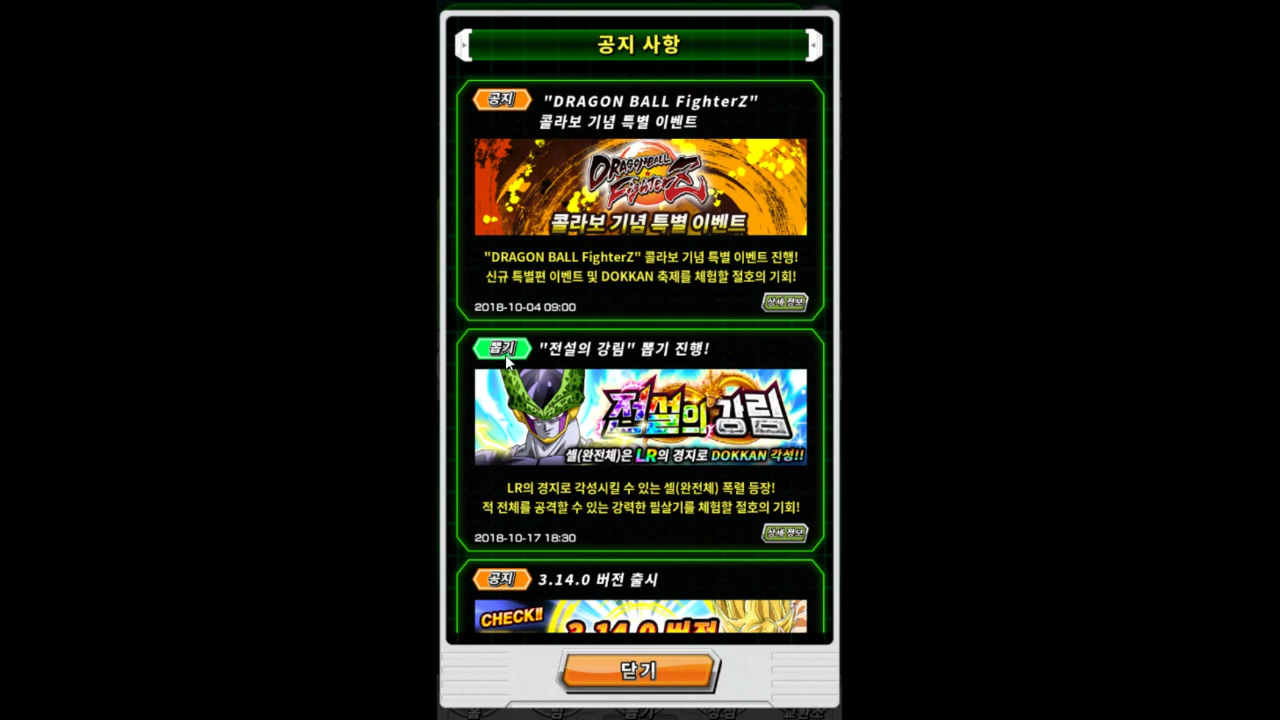 공지 사항
공지
"DRAGON BALL FighterZ"
콜라보 기념 특별 이벤트
DRAGONBALL
FighterZ
콜라보 기념 특별 이벤트
"DRAGON BALL FighterZ" 콜라보 기념 특별 이벤트 진행!
신규 특별편 이벤트 및 DOKKAN 축제를 체험할 절호의 기회!
2018-10-04 09:00
상세 정보
뽑기
"전설의 강림" 뽑기 진행!
전설의 강림
셀(완전체)은 LR의 경지로 DOKKAN 각성!!
LR의 경지로 각성시킬 수 있는 셀(완전체) 폭렬 등장!
적 전체를 공격할 수 있는 강력한 필살기를 체험할 절호의 기회!
2018-10-17 18:30
상세 정보
공지
3.14.0 버전 출시
CHECK!!
3.14.0 버전
닫기